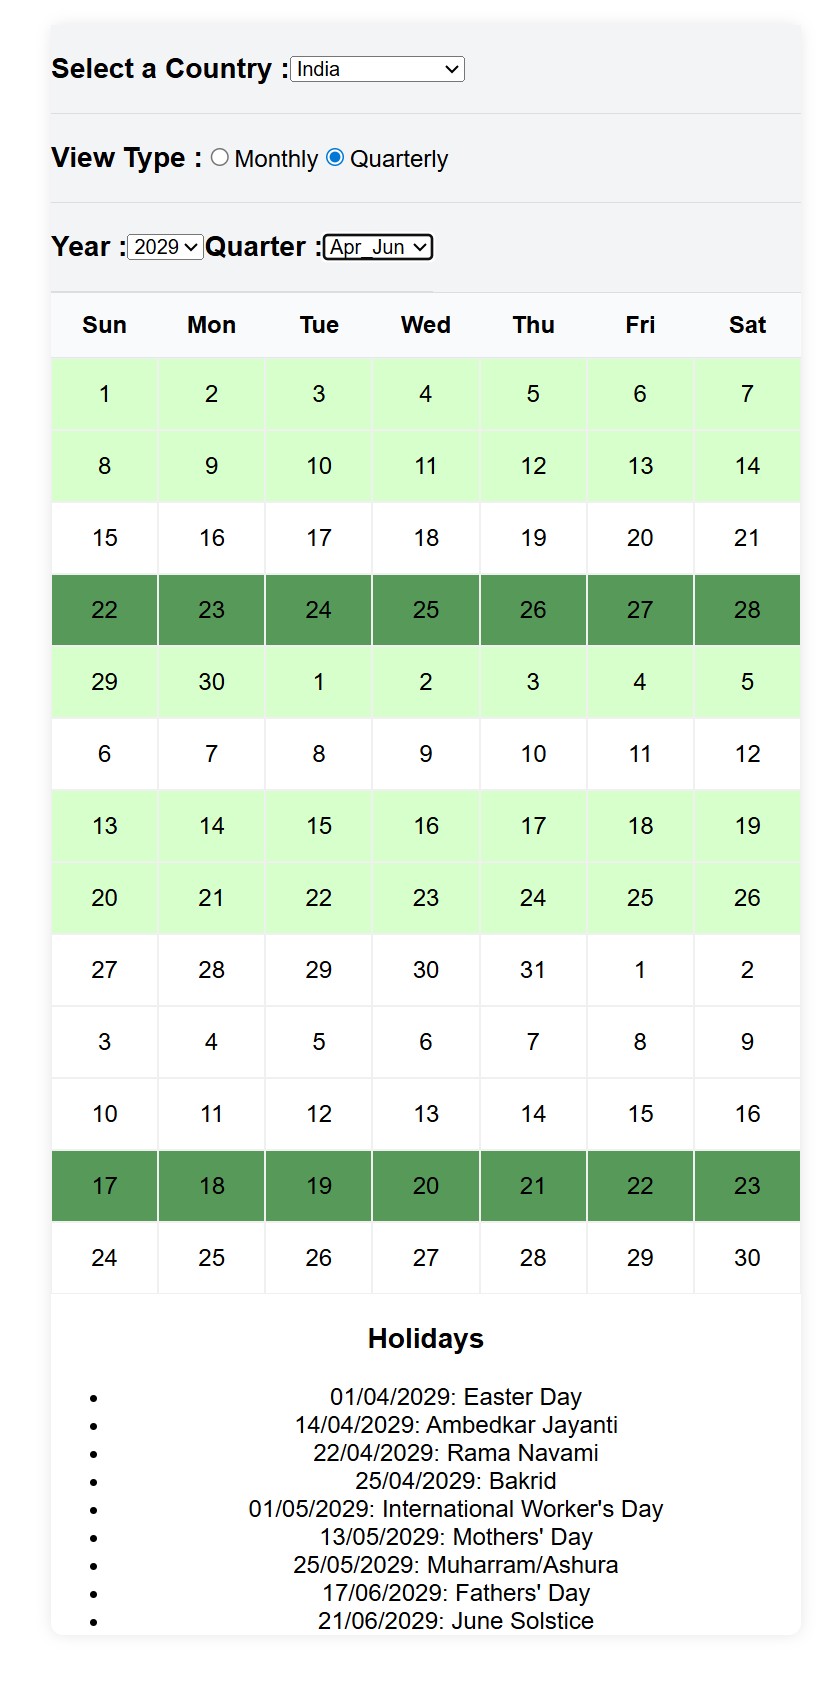 Select a Country : India
View Type : Monthly Quarterly
Year : 2029 Quarter : Apr_Jun
Sun Mon Tue Wed Thu Fri Sat
1 2 3 4 5 6 7
8 9 10 11 12 13 14
15 16 17 18 19 20 21
22 23 24 25 26 27 28
29 30 1 2 3 4 5
6 7 8 9 10 11 12
13 14 15 16 17 18 19
20 21 22 23 24 25 26
27 28 29 30 31 1 2
3 4 5 6 7 8 9
10 11 12 13 14 15 16
17 18 19 20 21 22 23
24 25 26 27 28 29 30
Holidays
01/04/2029: Easter Day
14/04/2029: Ambedkar Jayanti
22/04/2029: Rama Navami
25/04/2029: Bakrid
01/05/2029: International Worker's Day
13/05/2029: Mothers' Day
25/05/2029: Muharram/Ashura
17/06/2029: Fathers' Day
21/06/2029: June Solstice